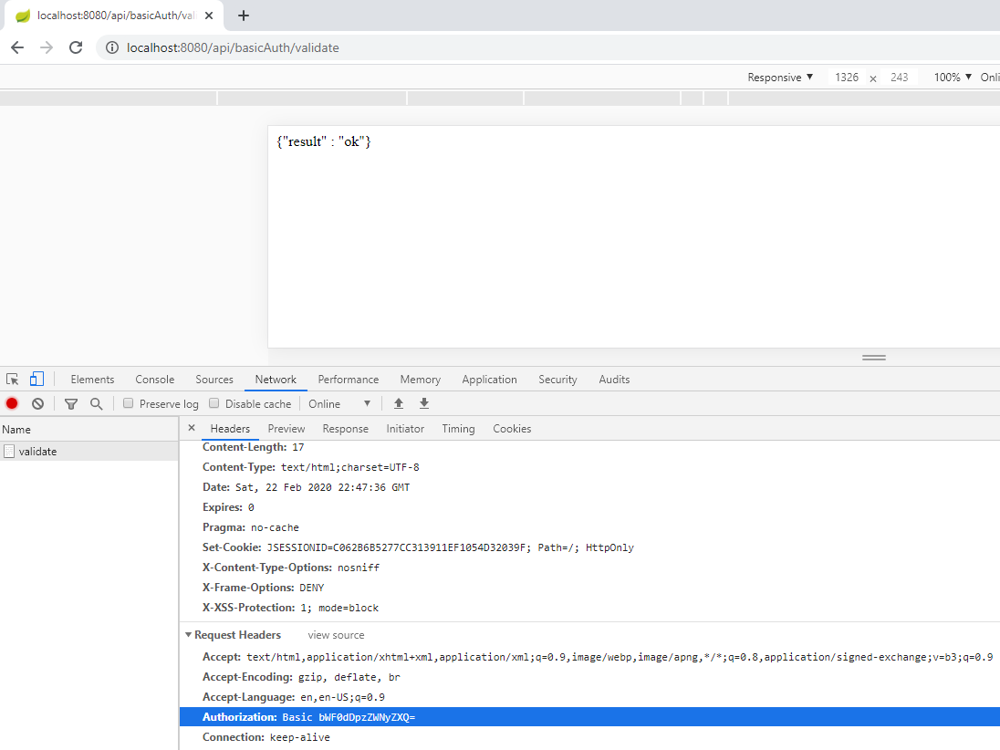 localhost:8080/api/basicAuth/val
localhost:8080/api/basicAuth/validate
Responsive ▼ 1326 × 243 100% ▼ Onli
{"result" : "ok"}
Elements Console Sources Network Performance Memory Application Security Audits
Preserve log Disable cache Online ▼
Name
× Headers Preview Response Initiator Timing Cookies
validate
Content-Length: 17
Content-Type: text/html;charset=UTF-8
Date: Sat, 22 Feb 2020 22:47:36 GMT
Expires: 0
Pragma: no-cache
Set-Cookie: JSESSIONID=C062B6B5277CC313911EF1054D32039F; Path=/; HttpOnly
X-Content-Type-Options: nosniff
X-Frame-Options: DENY
X-XSS-Protection: 1; mode=block
▼ Request Headers view source
Accept: text/html,application/xhtml+xml,application/xml;q=0.9,image/webp,image/apng,*/*;q=0.8,application/signed-exchange;v=b3;q=0.9
Accept-Encoding: gzip, deflate, br
Accept-Language: en,en-US;q=0.9
Authorization: Basic bWF0dDpzZWNyZXQ=
Connection: keep-alive